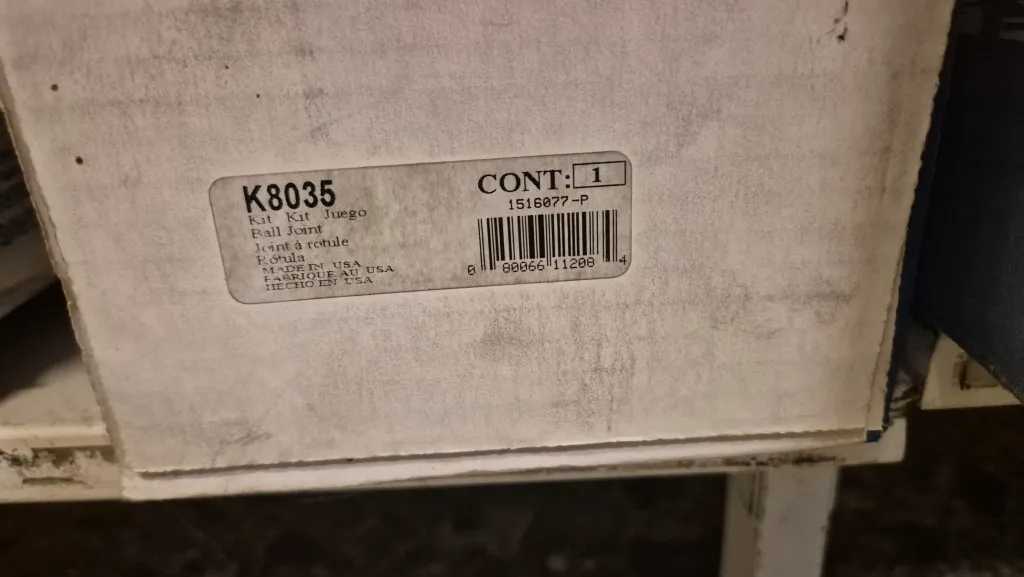 K8035
Kit Kit Juego
Ball Joint
Joint à rotule
Rótula
MADE IN USA
FABRIQUE AU USA
HECHO EN USA
CONT: 1
1516077-P
0 80066 11208 4